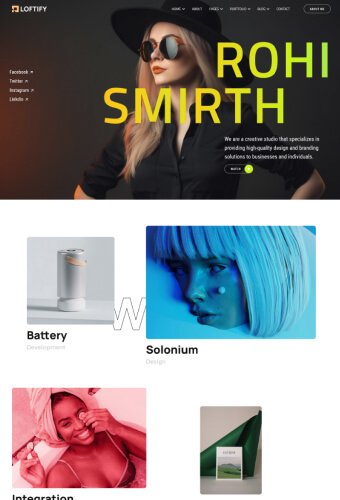 LOFTIFY
HOME ABOUT PAGES PORTFOLIO BLOG CONTACT
ABOUT ME
ROHI
SMIRTH
Facebook
Twitter
Instagram
Linkdin
We are a creative studio that specializes in
providing high-quality design and branding
solutions to businesses and individuals.
WATCH
W
Battery
Development
Solonium
Design
Integration